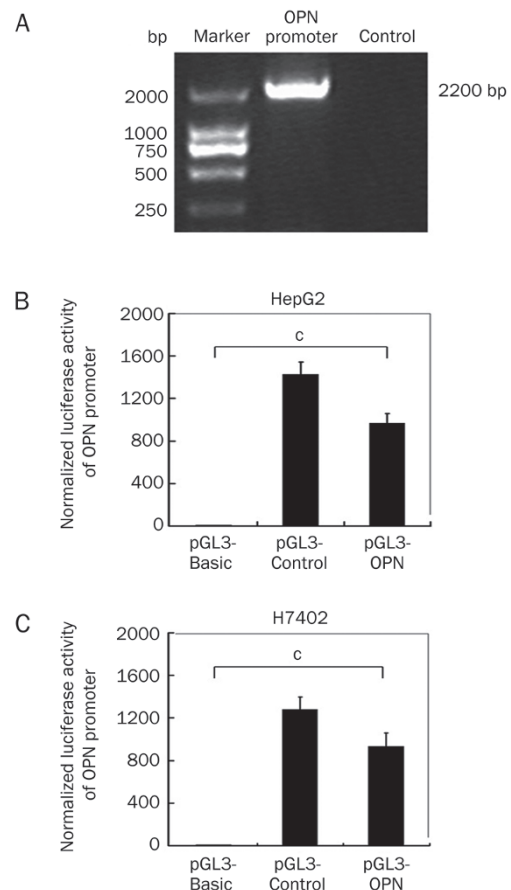 A
bp Marker OPN promoter Control
2000
1000
750
500
250
2200 bp
B
HepG2
Normalized luciferase activity
of OPN promoter
2000
1600
1200
800
400
0
c
pGL3-
Basic
pGL3-
Control
pGL3-
OPN
C
H7402
Normalized luciferase activity
of OPN promoter
2000
1600
1200
800
400
0
c
pGL3-
Basic
pGL3-
Control
pGL3-
OPN